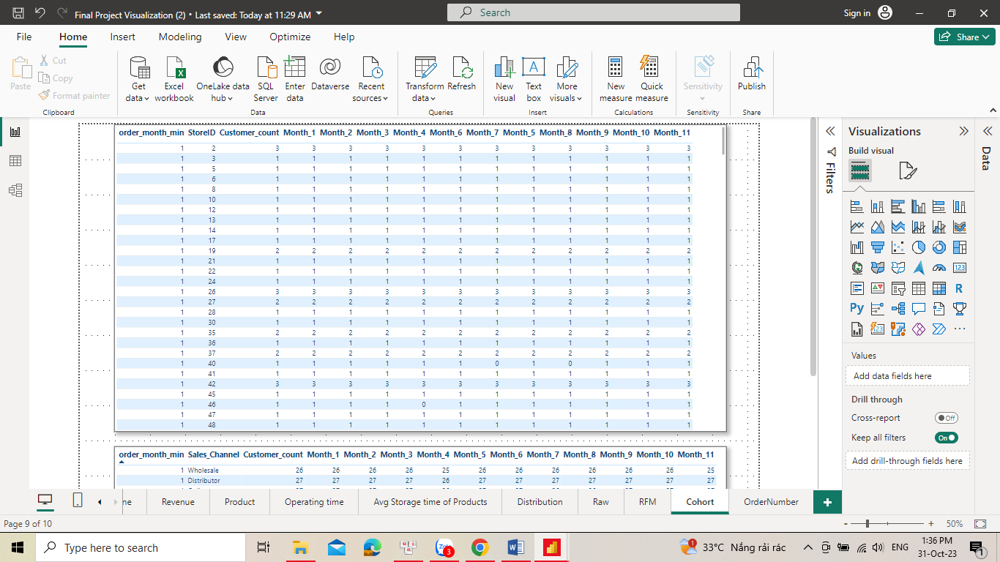 Final Project Visualization (2) • Last saved: Today at 11:29 AM
Search
Sign in
File Home Insert Modeling View Optimize Help
Share
Paste
Cut
Copy
Format painter
Get data
Excel workbook
OneLake data hub
SQL Server
Enter data
Dataverse
Recent sources
Transform data
Refresh
New visual
Text box
More visuals
New measure
Quick measure
Sensitivity
Publish
Clipboard Data Queries Insert Calculations Sensitivity Share
order_month_min StoreID Customer_count Month_1 Month_2 Month_3 Month_4 Month_6 Month_7 Month_5 Month_8 Month_9 Month_10 Month_11
1 2 3 3 3 3 3 3 3 3 3 3 3 3
1 3 1 1 1 1 1 1 1 1 1 1 1 1
1 5 1 1 1 1 1 1 1 1 1 1 1 1
1 6 1 1 1 1 1 1 1 1 1 1 1 1
1 8 1 1 1 1 1 1 1 1 1 1 1 1
1 10 1 1 1 1 1 1 1 1 1 1 1 1
1 12 1 1 1 1 1 1 1 1 1 1 1 1
1 13 1 1 1 1 1 1 1 1 1 1 1 1
1 14 1 1 1 1 1 1 1 1 1 1 1 1
1 17 1 1 1 1 1 1 1 1 1 1 1 1
1 19 2 2 2 2 2 2 2 2 2 2 2 2
1 21 1 1 1 1 1 1 1 1 1 1 1 1
1 22 1 1 1 1 1 1 1 1 1 1 1 1
1 24 1 1 1 1 1 1 1 1 1 1 1 1
1 26 3 3 3 3 3 3 3 3 3 3 3 3
1 27 2 2 2 2 2 2 2 2 2 2 2 2
1 28 1 1 1 1 1 1 1 1 1 1 1 1
1 30 1 1 1 1 1 1 1 1 1 1 1 1
1 35 2 2 2 2 2 2 2 2 2 2 2 2
1 36 1 1 1 1 1 1 1 1 1 1 1 1
1 37 2 2 2 2 2 2 2 2 2 2 2 2
1 40 1 1 1 1 1 1 0 1 0 1 1 1
1 41 1 1 1 1 1 1 1 1 1 1 1 1
1 42 3 3 3 3 3 3 3 3 3 3 3 3
1 45 1 1 1 1 1 1 1 1 1 1 1 1
1 46 1 1 1 1 0 1 1 1 1 1 1 1
1 47 1 1 1 1 1 1 1 1 1 1 1 1
1 48 1 1 1 1 1 1 1 1 1 1 1 1
order_month_min Sales_Channel Customer_count Month_1 Month_2 Month_3 Month_4 Month_5 Month_6 Month_7 Month_8 Month_9 Month_10 Month_11
1 Wholesale 26 26 26 26 25 26 26 26 26 26 26 25
1 Distributor 27 27 27 27 27 27 27 27 27 27 27 27
Filters
Visualizations
Build visual
123
R
Py
123
Values
Add data fields here
Drill through
Cross-report
Off
Keep all filters
On
Add drill-through fields here
Data
ne Revenue Product Operating time Avg Storage time of Products Distribution Raw RFM Cohort OrderNumber +
Page 9 of 10
- + 50%
Type here to search
3
1
33°C Nắng rải rác
ENG
1:36 PM
31-Oct-23
1